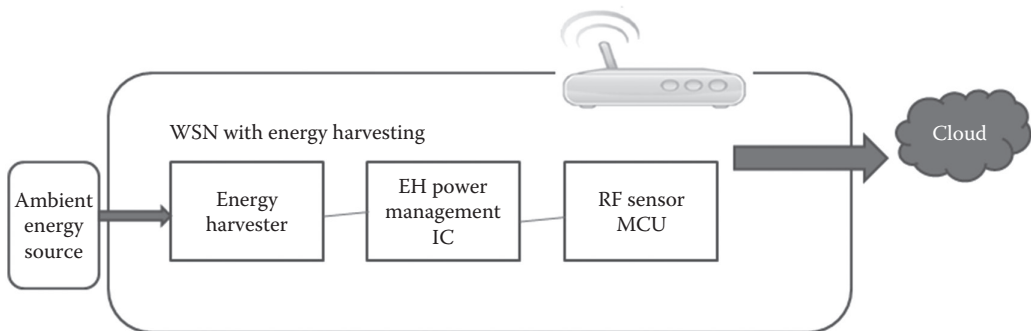 WSN with energy harvesting
Ambient
energy
source
Energy
harvester
EH power
management
IC
RF sensor
MCU
Cloud